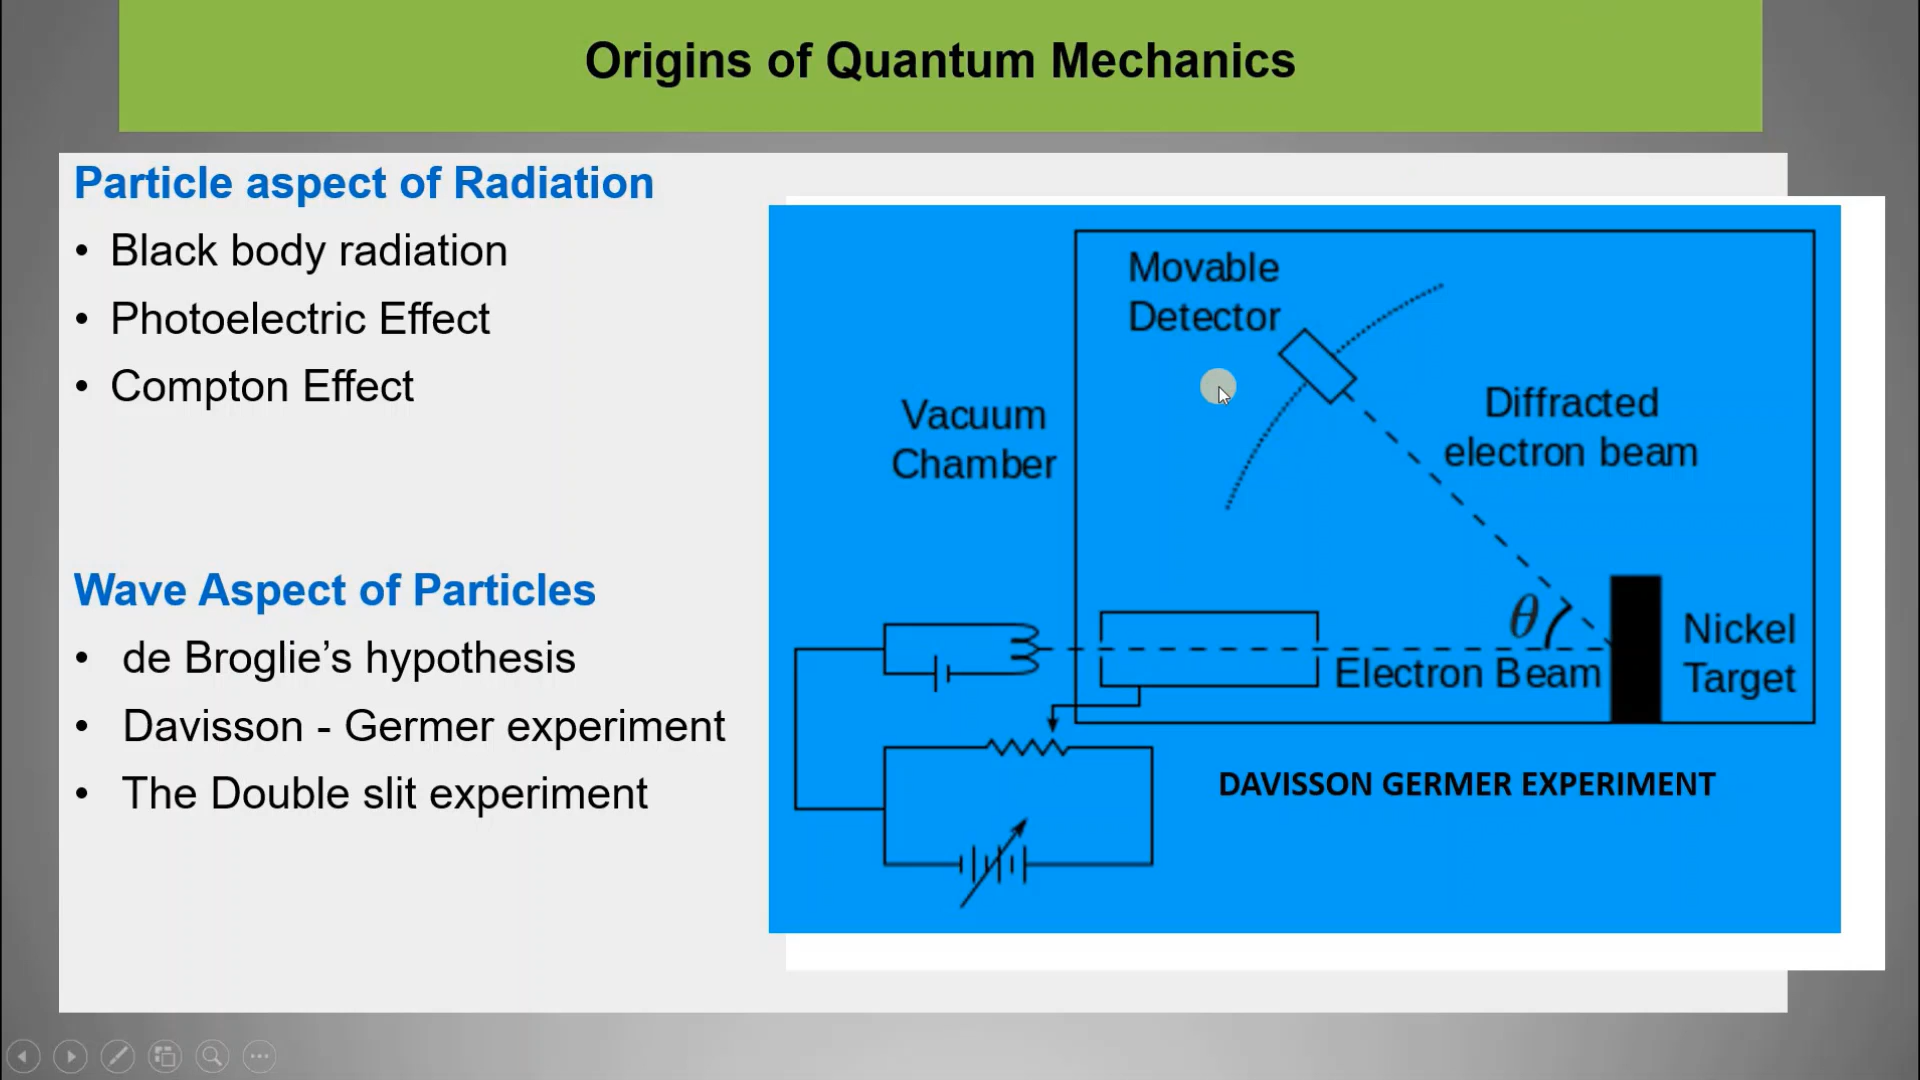 Origins of Quantum Mechanics
Particle aspect of Radiation
• Black body radiation
• Photoelectric Effect
• Compton Effect
Wave Aspect of Particles
• de Broglie’s hypothesis
• Davisson - Germer experiment
• The Double slit experiment
Movable
Detector
Vacuum
Chamber
Diffracted
electron beam
θ
Electron Beam
Nickel
Target
DAVISSON GERMER EXPERIMENT